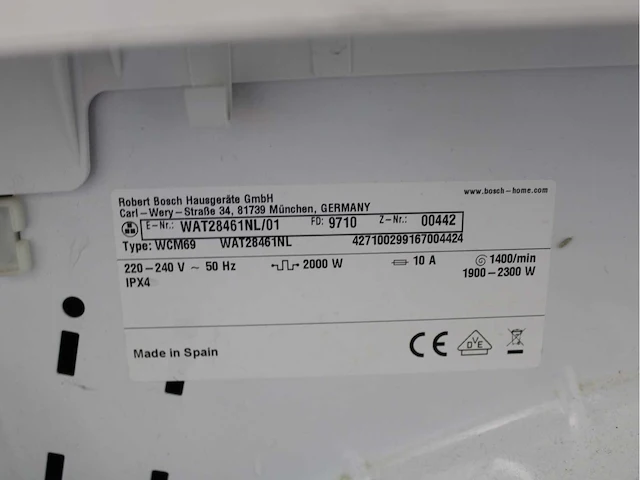 Robert Bosch Hausgeräte GmbH www.bosch-home.com
Carl-Wery-Straße 34, 81739 München, GERMANY
E-Nr.: WAT28461NL/01 FD: 9710 Z-Nr.: 00442
Type: WCM69 WAT28461NL 427100299167004424
220-240 V ~ 50 Hz 2000 W 10 A 1400/min
IPX4 1900-2300 W
Made in Spain CE DVE